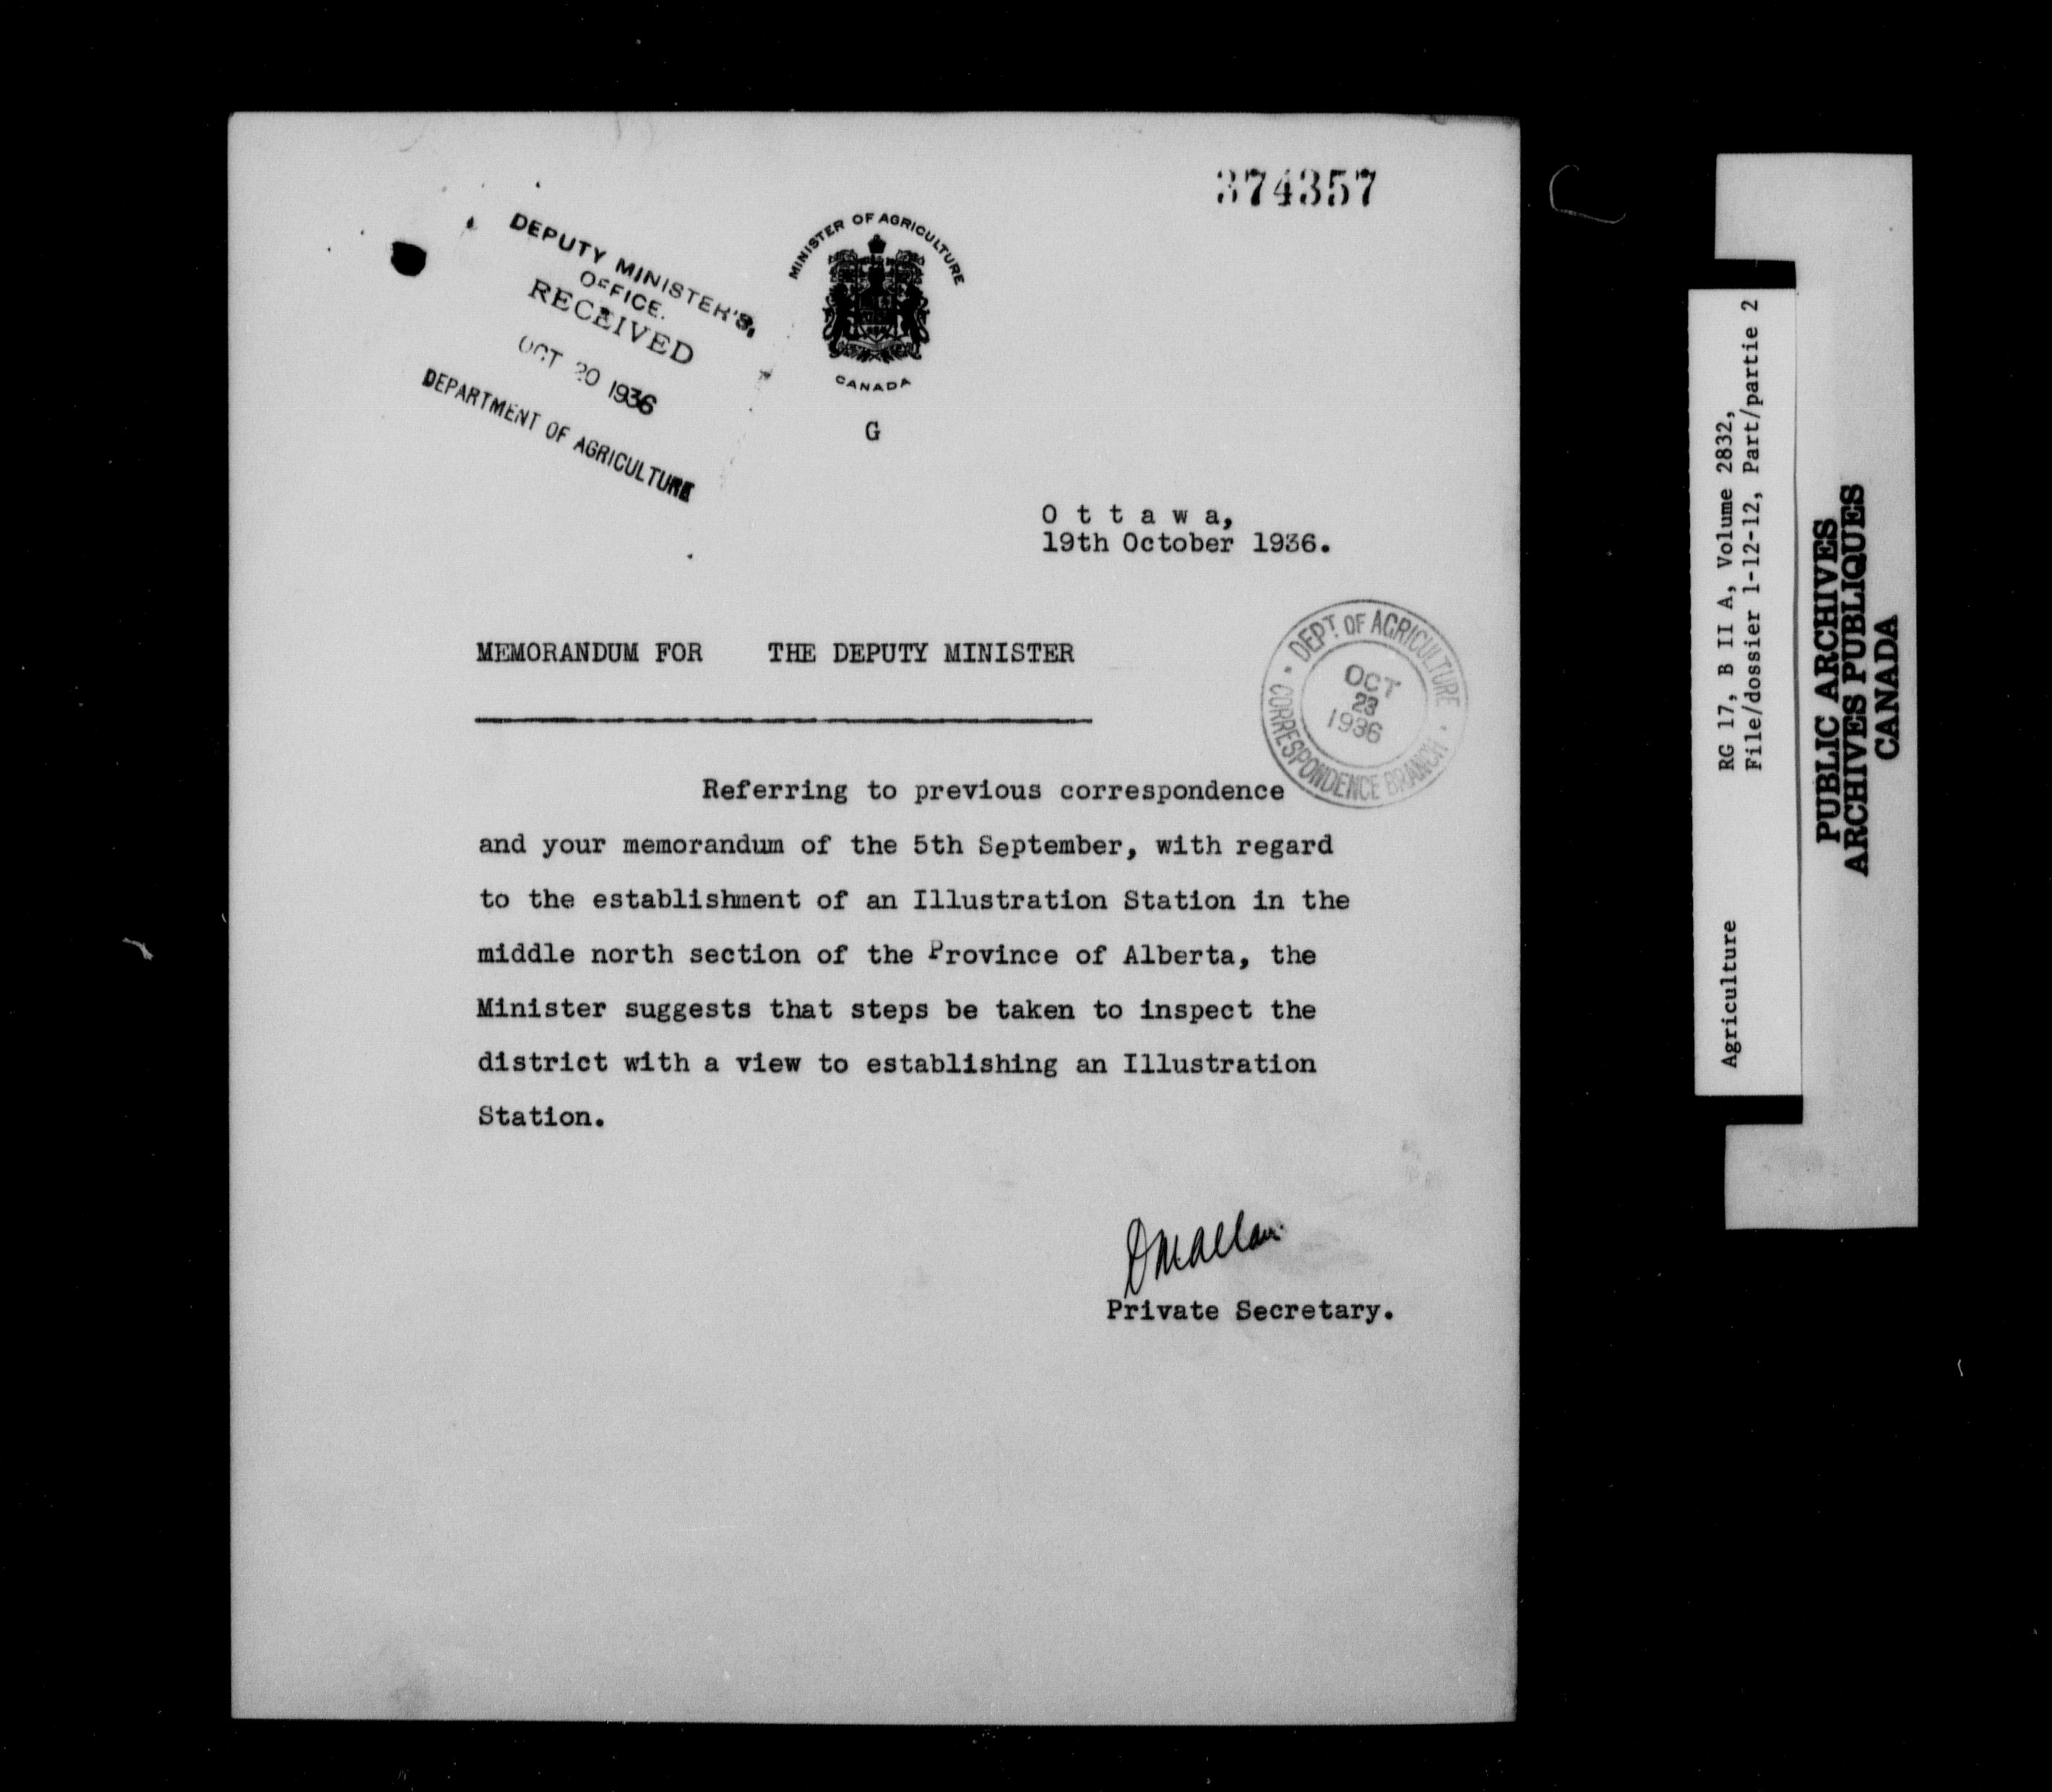 374357
DEPUTY MINISTER'S
OFFICE.
RECEIVED
OCT 20 1936
DEPARTMENT OF AGRICULTURE
MINISTER OF AGRICULTURE
CANADA
G
O t t a w a,
19th October 1936.
MEMORANDUM FOR THE DEPUTY MINISTER
DEPT. OF AGRICULTURE
OCT
23
1936
CORRESPONDENCE BRANCH
Referring to previous correspondence
and your memorandum of the 5th September, with regard
to the establishment of an Illustration Station in the
middle north section of the Province of Alberta, the
Minister suggests that steps be taken to inspect the
district with a view to establishing an Illustration
Station.
Private Secretary.
Agriculture RG 17, B II A, Volume 2832,
File/dossier 1-12-12, Part/partie 2
PUBLIC ARCHIVES
ARCHIVES PUBLIQUES
CANADA